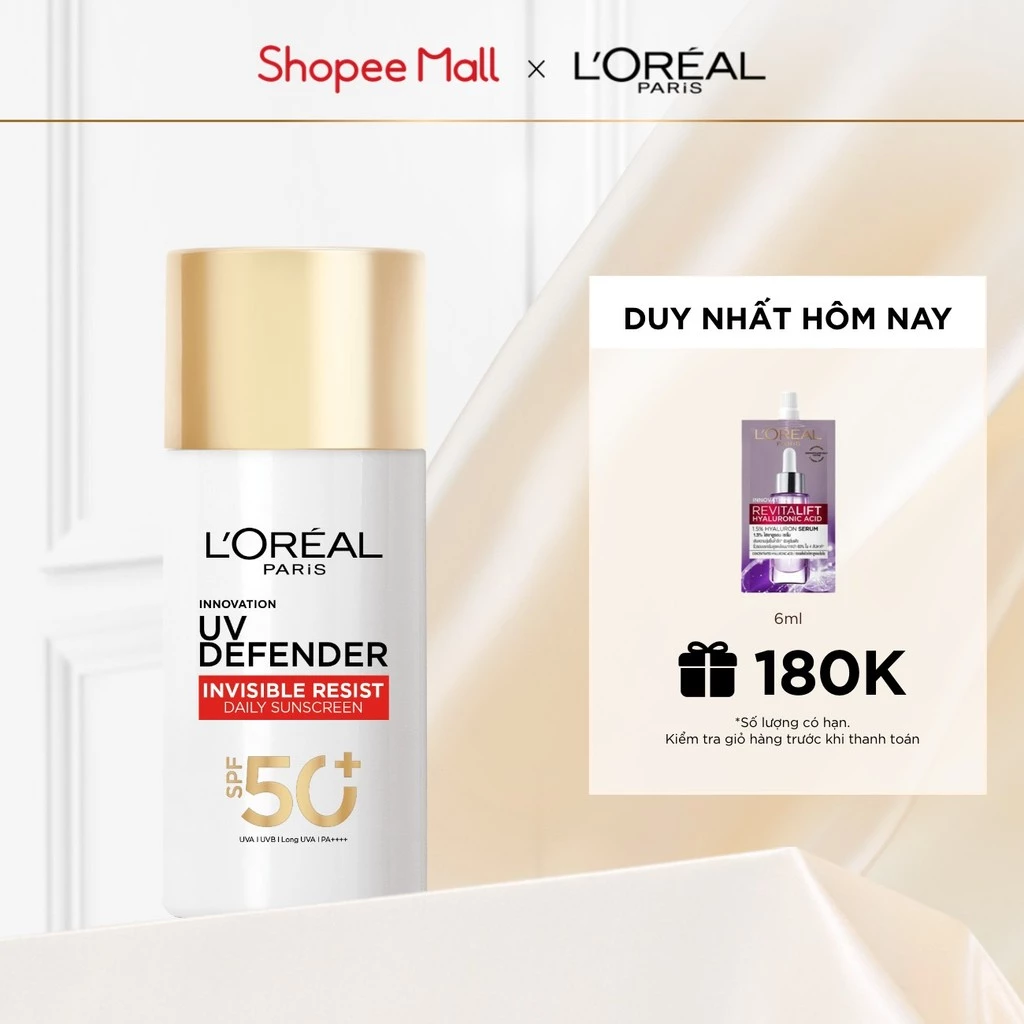 Shopee Mall × L'ORÉAL PARiS
DUY NHẤT HÔM NAY
L'ORÉAL
PARIS
REVITALIFT
HYALURONIC ACID
1.5% HYALURON SERUM
6ml
180K
*Số lượng có hạn.
Kiểm tra giỏ hàng trước khi thanh toán
L'ORÉAL
PARiS
INNOVATION
UV
DEFENDER
INVISIBLE RESIST
DAILY SUNSCREEN
SPF 50+
UVA I UVB I Long UVA I PA++++